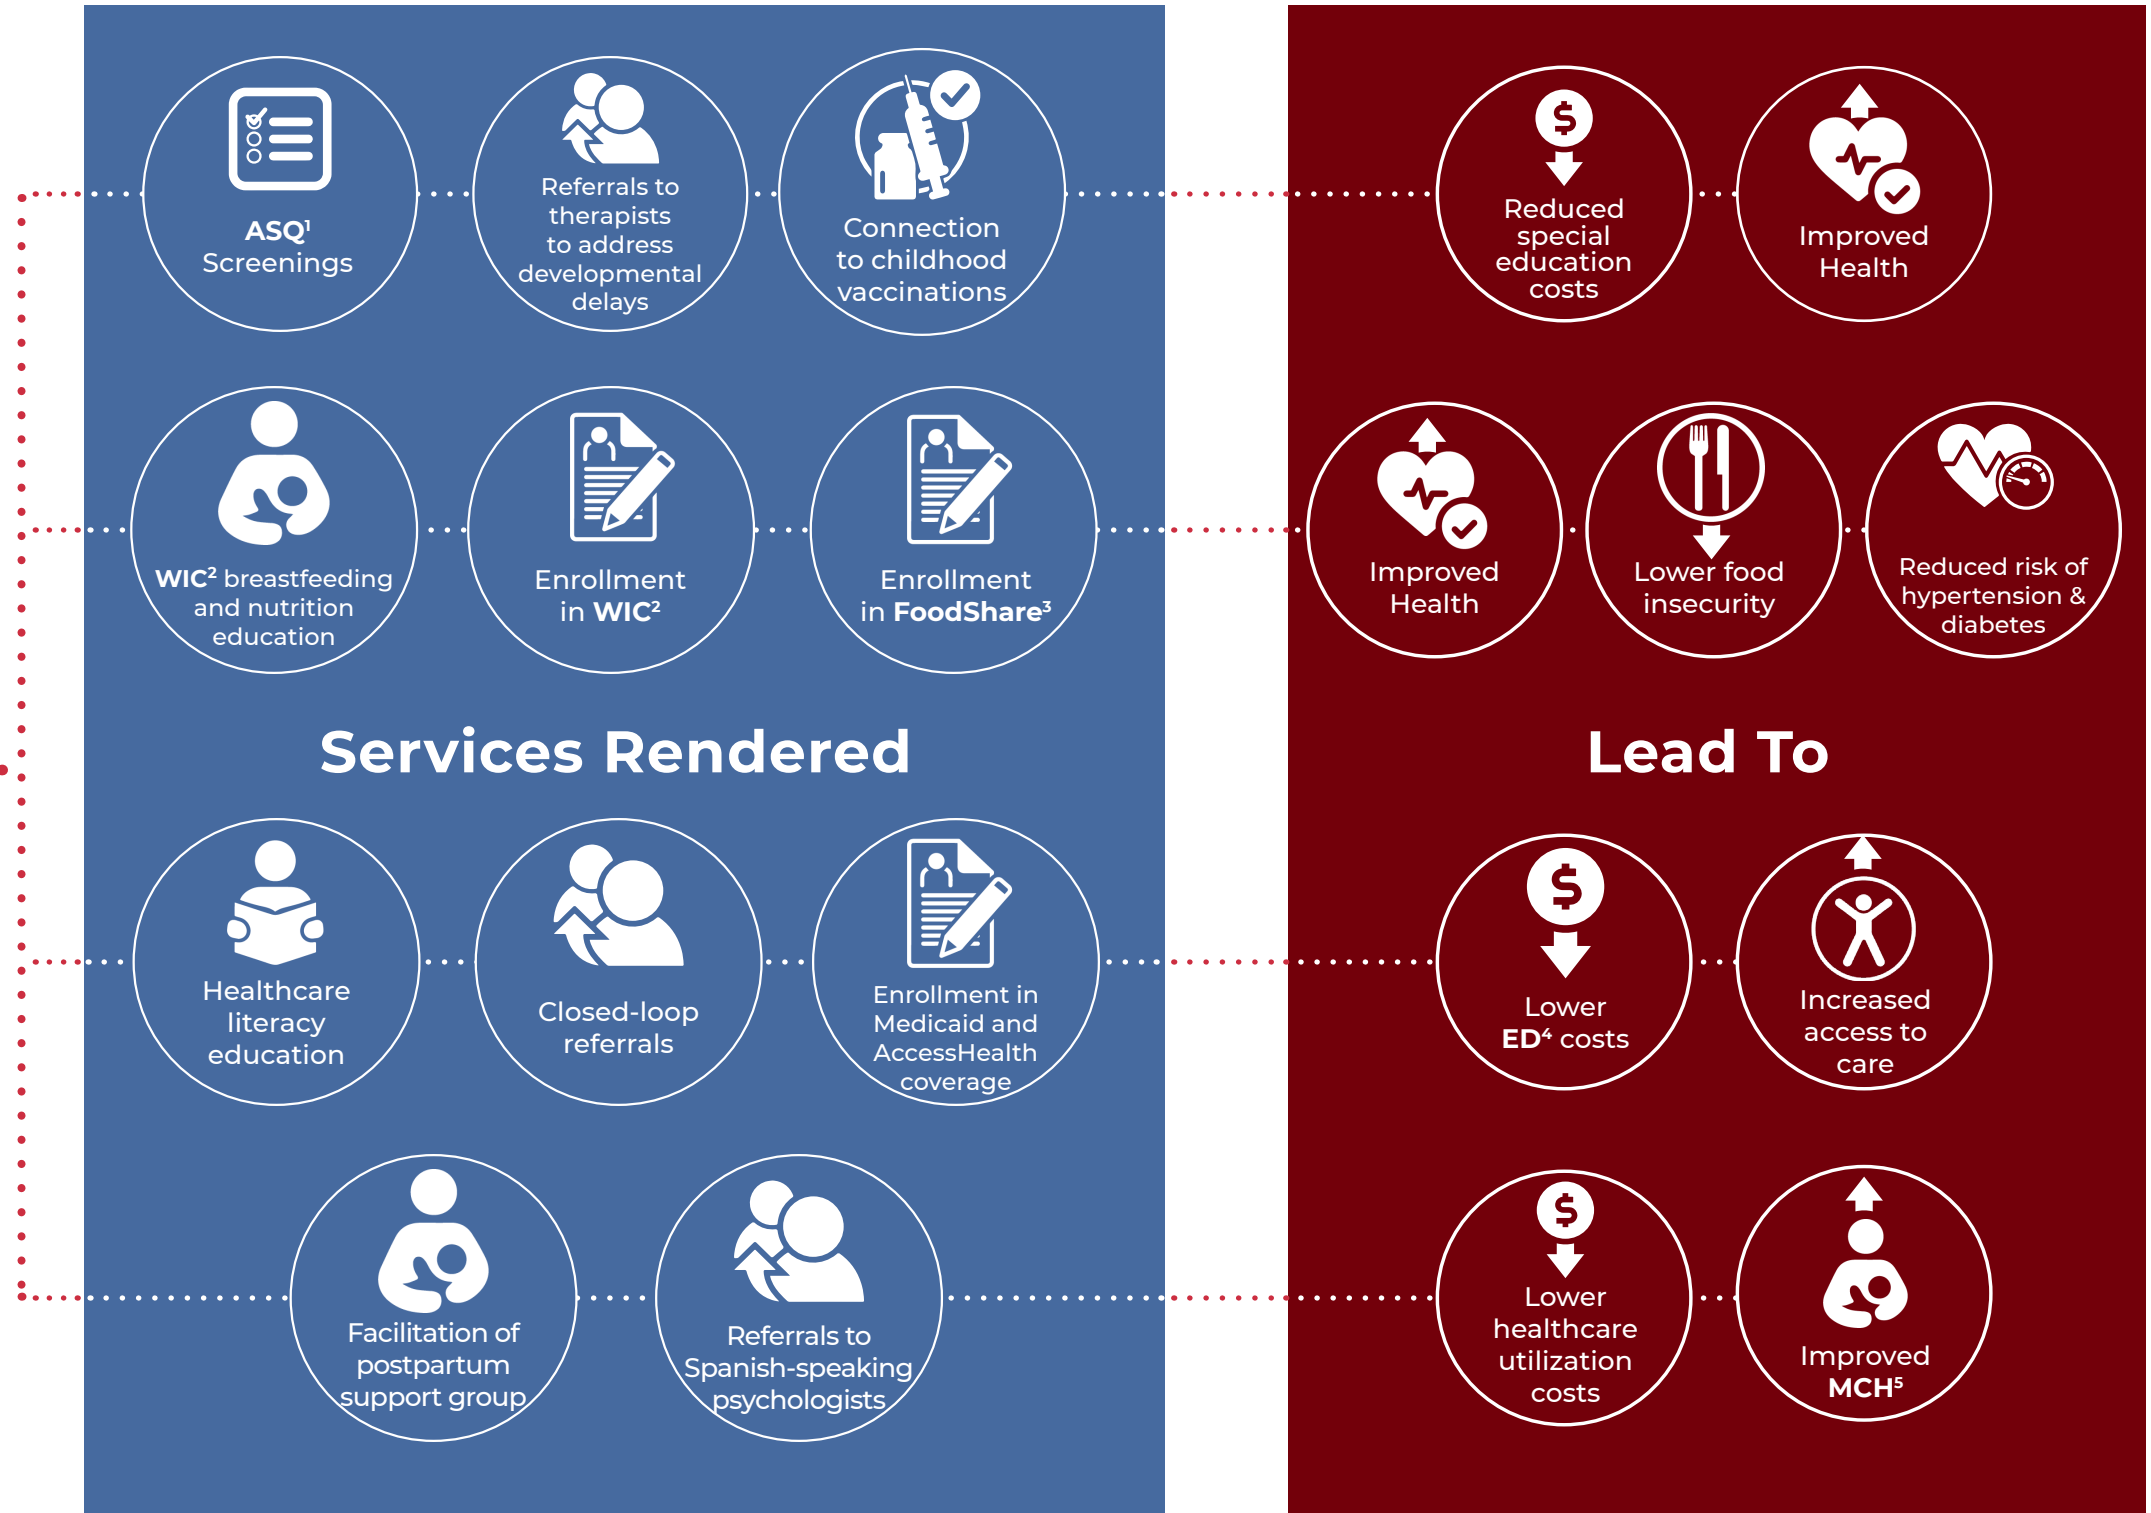 ASQ¹
Screenings
Referrals to
therapists
to address
developmental
delays
Connection
to childhood
vaccinations
Reduced
special
education
costs
Improved
Health
WIC² breastfeeding
and nutrition
education
Enrollment
in WIC²
Enrollment
in FoodShare³
Improved
Health
Lower food
insecurity
Reduced risk of
hypertension &
diabetes
Services Rendered
Lead To
Healthcare
literacy
education
Closed-loop
referrals
Enrollment in
Medicaid and
AccessHealth
coverage
$
Lower
ED⁴ costs
Increased
access to
care
Facilitation of
postpartum
support group
Referrals to
Spanish-speaking
psychologists
$
Lower
healthcare
utilization
costs
Improved
MCH⁵